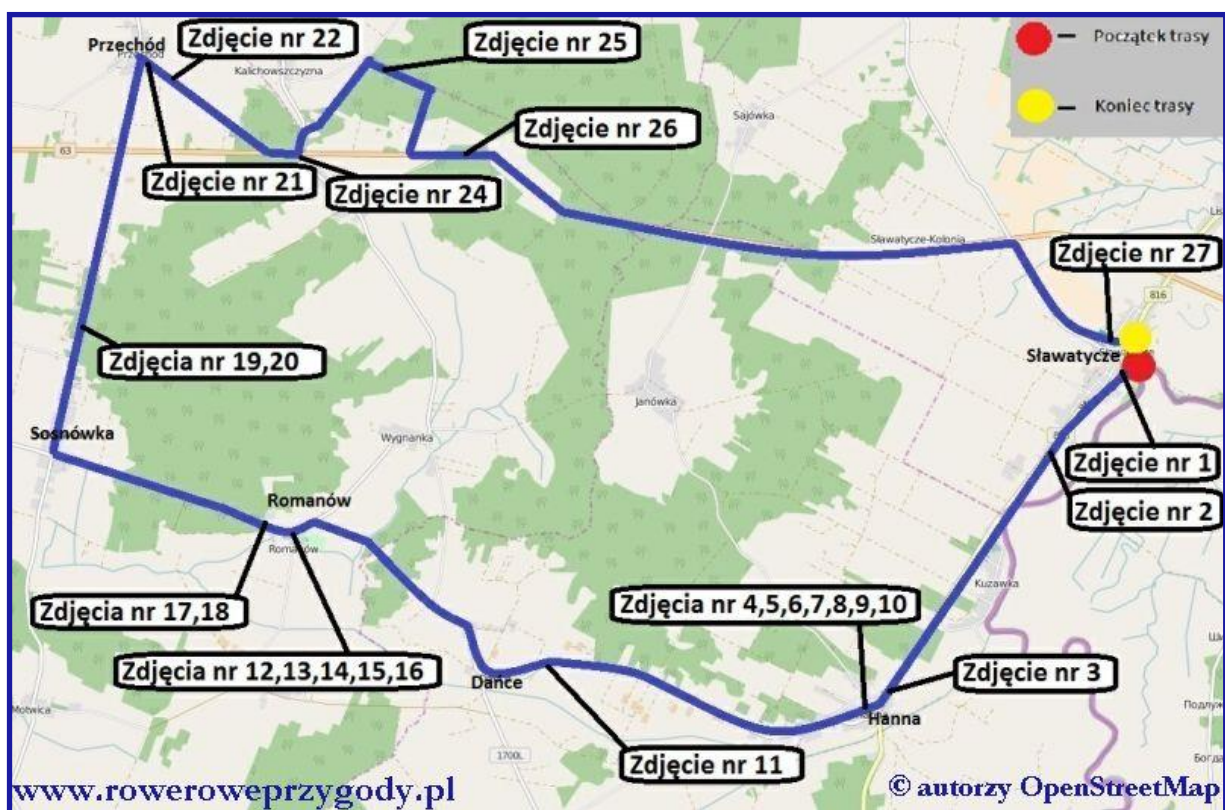 Przechód
Przechód
Zdjęcie nr 22
Kalichowszczyzna
Zdjęcie nr 25
Początek trasy
Koniec trasy
Sajówka
Zdjęcie nr 26
63
Zdjęcie nr 21
Zdjęcie nr 24
Sławatycze-Kolonia
Zdjęcie nr 27
816
Sławatycze
Zdjęcia nr 19,20
Janówka
Sosnówka
Wygnanka
Zdjęcie nr 1
Zdjęcie nr 2
Romanów
Romanów
Kuzawka
Zdjęcia nr 17,18
Zdjęcia nr 4,5,6,7,8,9,10
Zdjęcia nr 12,13,14,15,16
Zdjęcie nr 3
Dańce
Hanna
Motwica
1700L
Zdjęcie nr 11
www.roweroweprzygody.pl
© autorzy OpenStreetMap